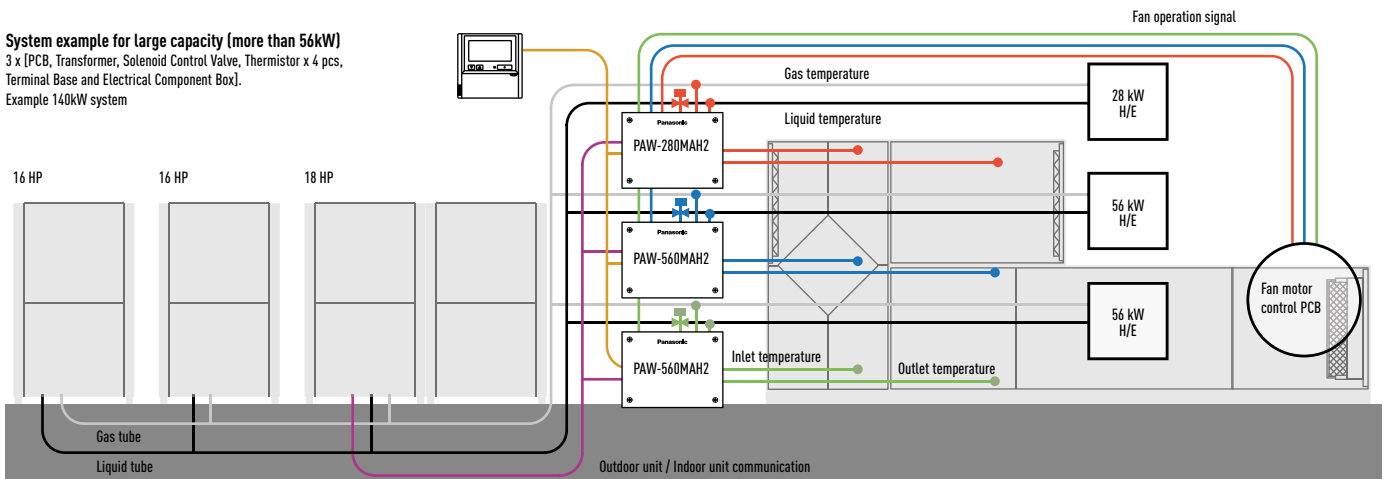 System example for large capacity (more than 56kW)
3 x [PCB, Transformer, Solenoid Control Valve, Thermistor x 4 pcs,
Terminal Base and Electrical Component Box].
Example 140kW system
Fan operation signal
Gas temperature
Liquid temperature
28 kW
H/E
Panasonic
PAW-280MAH2
16 HP
16 HP
18 HP
56 kW
H/E
Panasonic
PAW-560MAH2
Fan motor
control PCB
56 kW
H/E
Panasonic
PAW-560MAH2
Inlet temperature
Outlet temperature
Gas tube
Liquid tube
Outdoor unit / Indoor unit communication